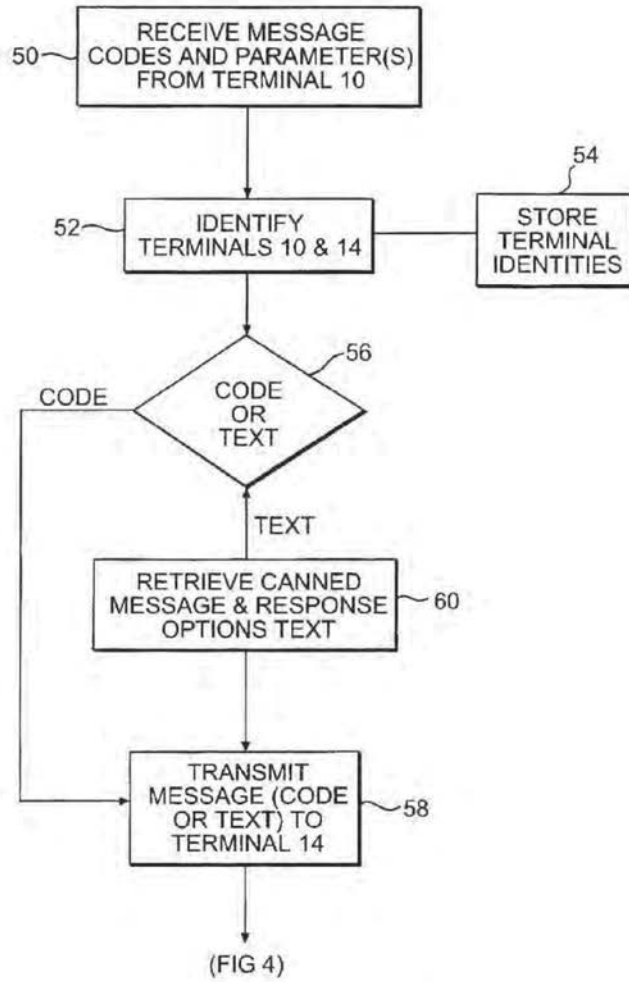 50
RECEIVE MESSAGE
CODES AND PARAMETER(S)
FROM TERMINAL 10
52
IDENTIFY
TERMINALS 10 & 14
54
STORE
TERMINAL
IDENTITIES
56
CODE
CODE
OR
TEXT
TEXT
RETRIEVE CANNED
MESSAGE & RESPONSE
OPTIONS TEXT
60
TRANSMIT
MESSAGE (CODE
OR TEXT) TO
TERMINAL 14
58
(FIG 4)